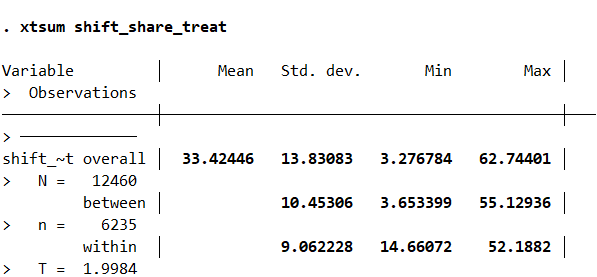 . xtsum shift_share_treat
Variable | Mean Std. dev. Min Max |
> Observations
>
shift_~t overall | 33.42446 13.83083 3.276784 62.74401 |
> N = 12460
between | 10.45306 3.653399 55.12936 |
> n = 6235
within | 9.062228 14.66072 52.1882 |
> T = 1.9984